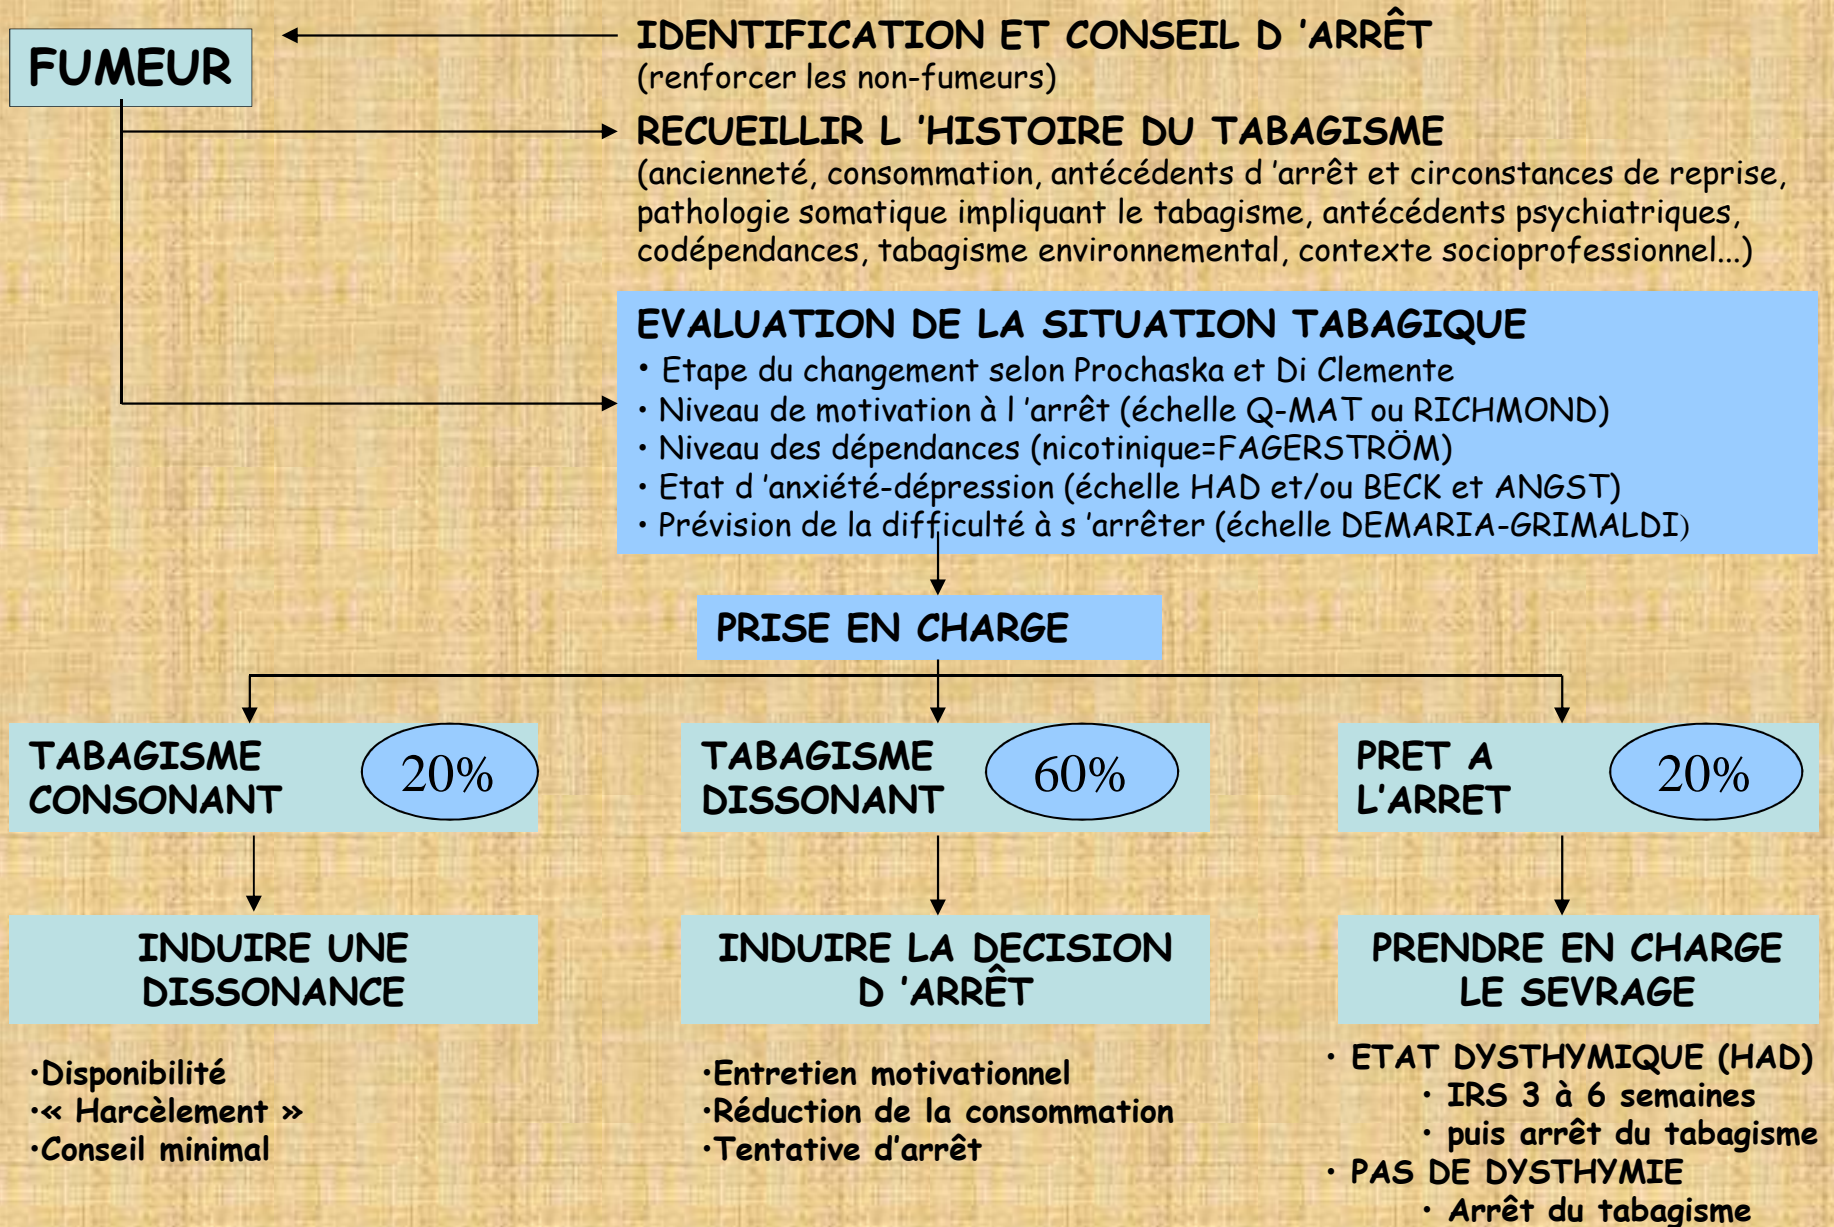 FUMEUR
IDENTIFICATION ET CONSEIL D ’ARRÊT
(renforcer les non-fumeurs)
RECUEILLIR L ’HISTOIRE DU TABAGISME
(ancienneté, consommation, antécédents d ’arrêt et circonstances de reprise,
pathologie somatique impliquant le tabagisme, antécédents psychiatriques,
codépendances, tabagisme environnemental, contexte socioprofessionnel...)
EVALUATION DE LA SITUATION TABAGIQUE
• Etape du changement selon Prochaska et Di Clemente
• Niveau de motivation à l ’arrêt (échelle Q-MAT ou RICHMOND)
• Niveau des dépendances (nicotinique=FAGERSTRÖM)
• Etat d ’anxiété-dépression (échelle HAD et/ou BECK et ANGST)
• Prévision de la difficulté à s ’arrêter (échelle DEMARIA-GRIMALDI)
PRISE EN CHARGE
TABAGISME
CONSONANT
20%
TABAGISME
DISSONANT
60%
PRET A
L’ARRET
20%
INDUIRE UNE
DISSONANCE
INDUIRE LA DECISION
D ’ARRÊT
PRENDRE EN CHARGE
LE SEVRAGE
•Disponibilité
•« Harcèlement »
•Conseil minimal
•Entretien motivationnel
•Réduction de la consommation
•Tentative d’arrêt
• ETAT DYSTHYMIQUE (HAD)
• IRS 3 à 6 semaines
• puis arrêt du tabagisme
• PAS DE DYSTHYMIE
• Arrêt du tabagisme